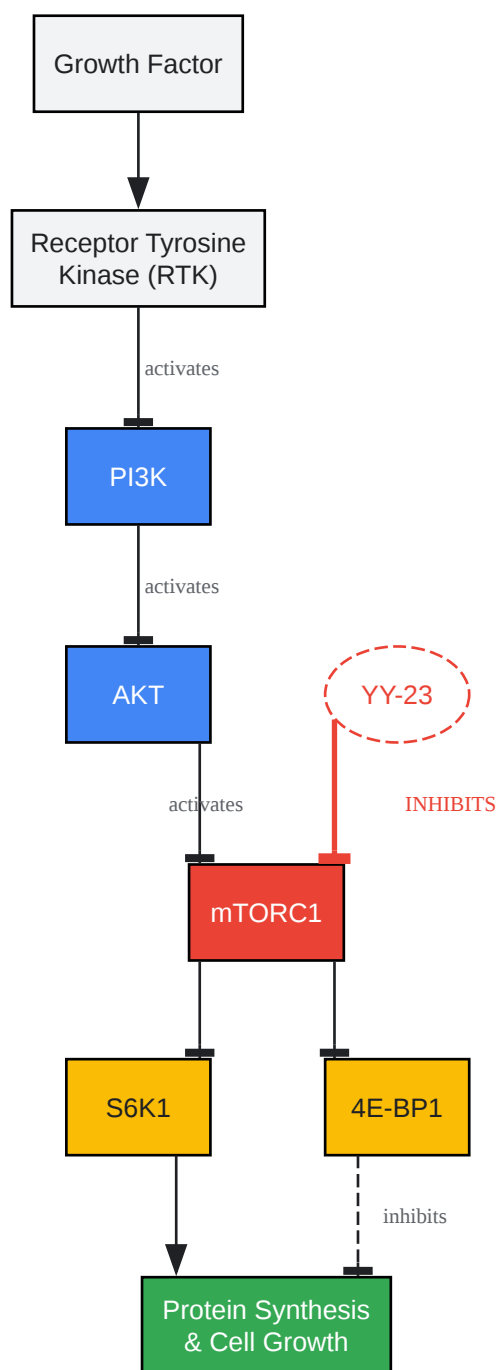 Growth Factor
Receptor Tyrosine
Kinase (RTK)
activates
PI3K
activates
AKT
YY-23
activates
INHIBITS
mTORC1
S6K1
4E-BP1
inhibits
Protein Synthesis
& Cell Growth